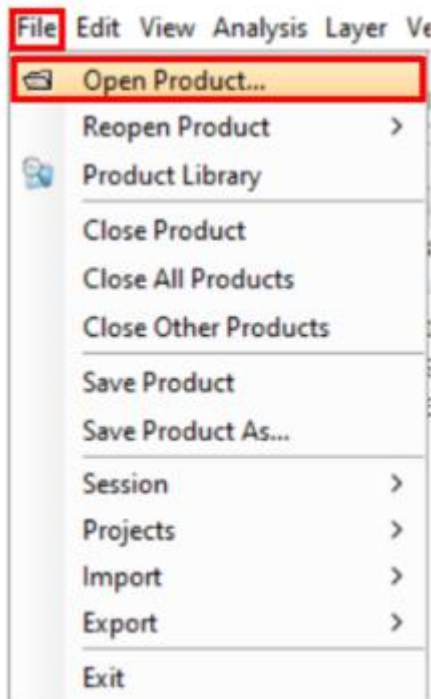 File Edit View Analysis Layer Ve
Open Product...
Reopen Product >
Product Library
Close Product
Close All Products
Close Other Products
Save Product
Save Product As...
Session >
Projects >
Import >
Export >
Exit